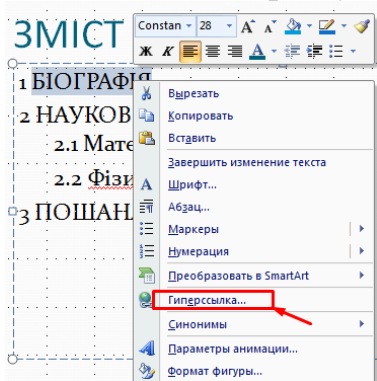 ЗМІСТ
Constan 28
Ж К
1 БІОГРАФІЯ
2 НАУКОВ
2.1 Мате
2.2 Фізи
3 ПОШАН
Вырезать
Копировать
Вставить
Завершить изменение текста
Шрифт...
Абзац...
Маркеры
Нумерация
Преобразовать в SmartArt
Гиперссылка...
Синонимы
Параметры анимации...
Формат фигуры...